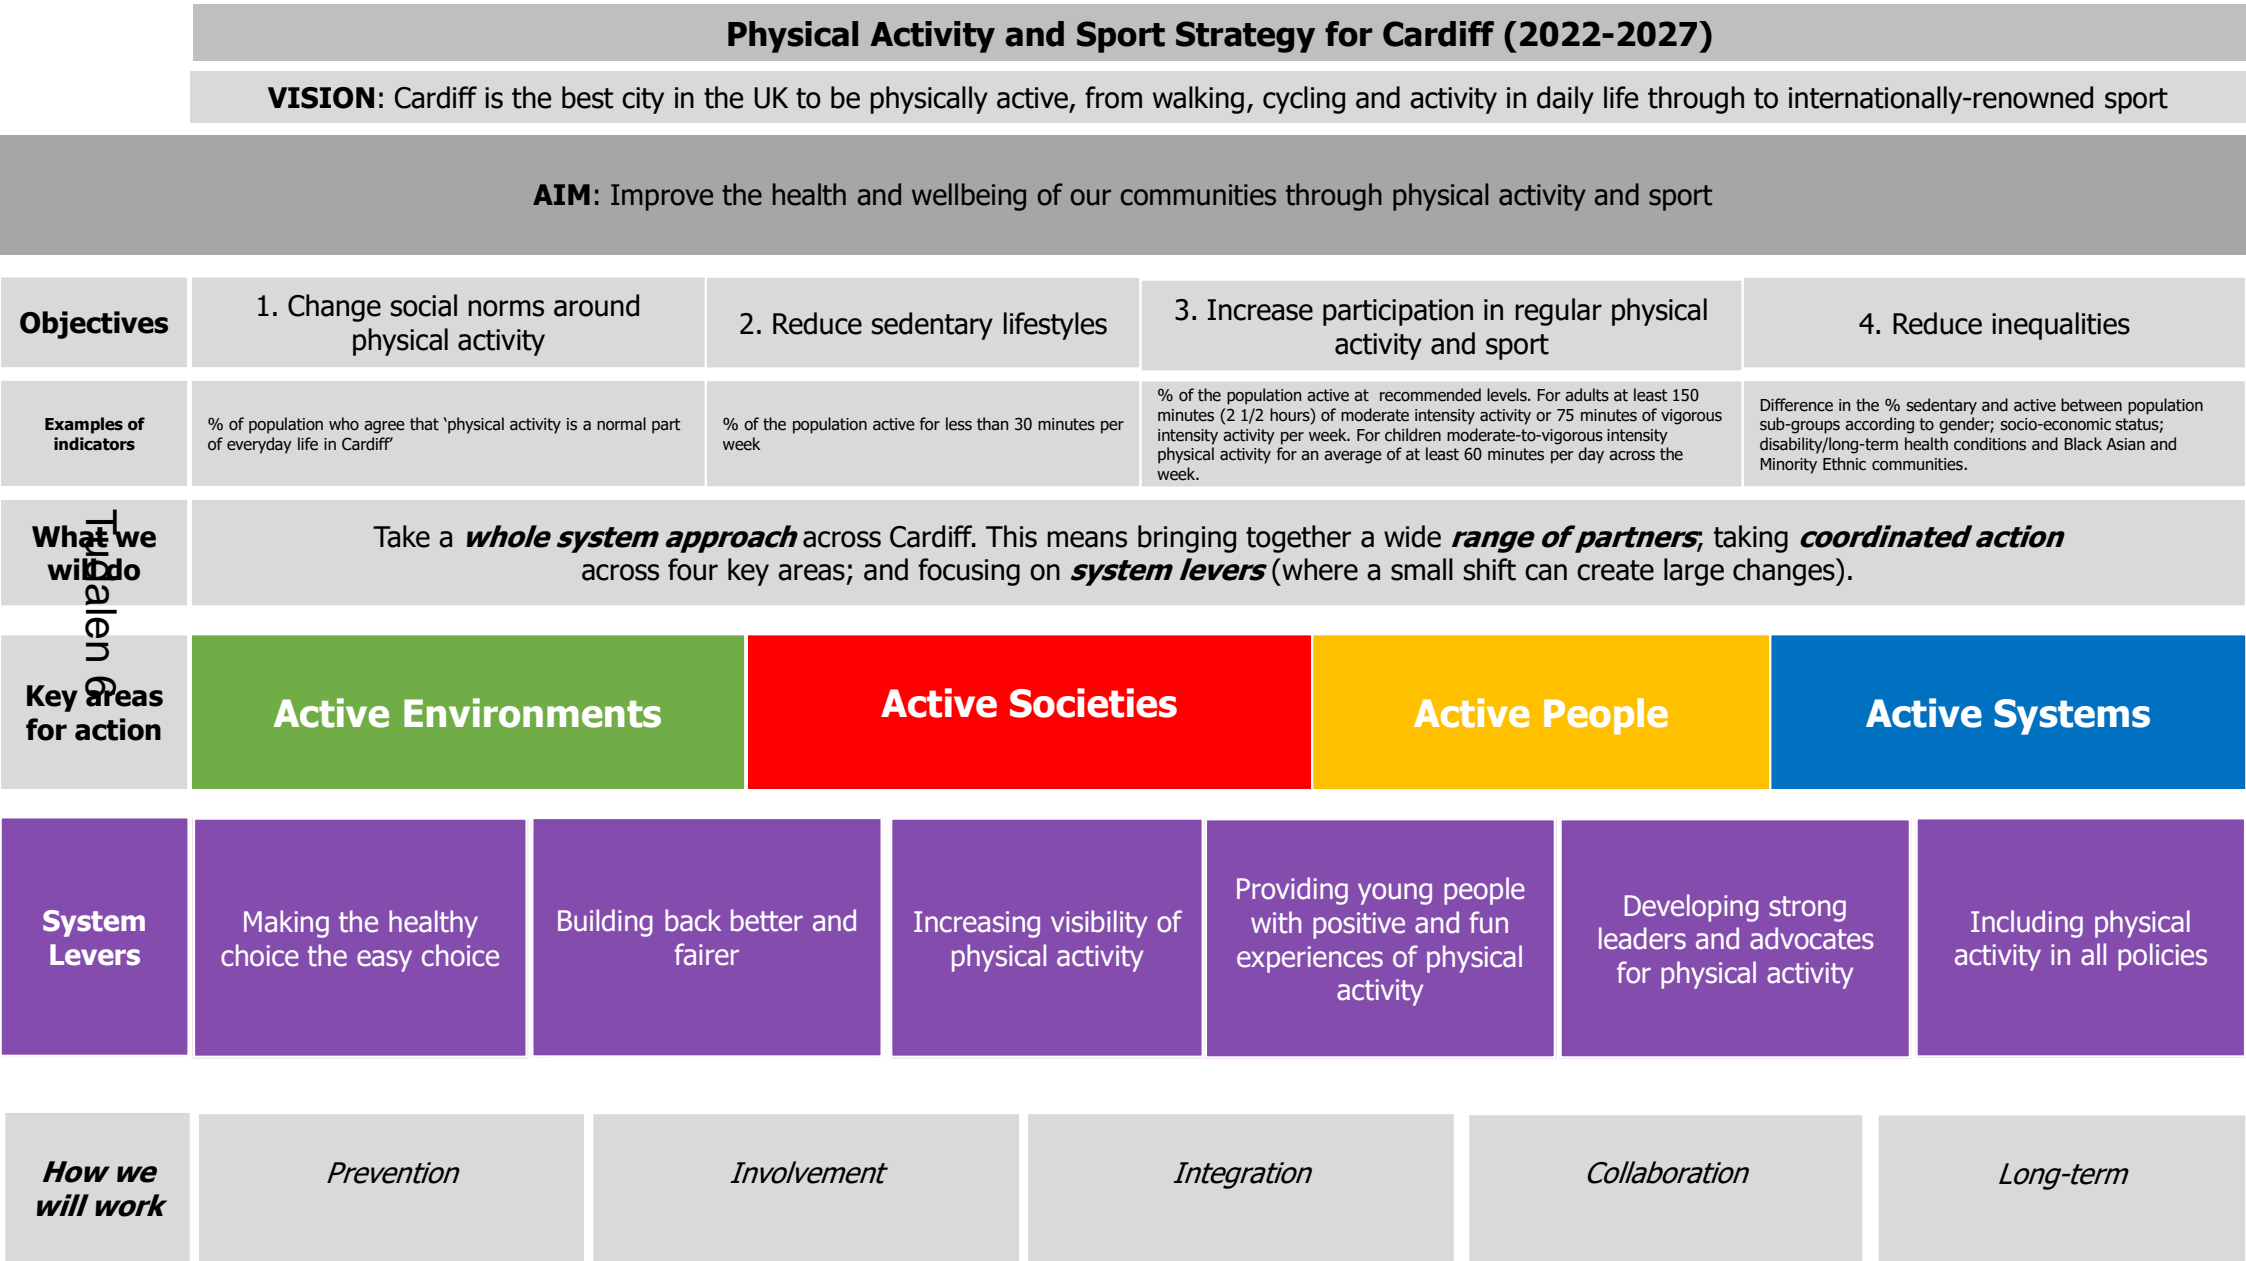 Physical Activity and Sport Strategy for Cardiff (2022-2027)
VISION: Cardiff is the best city in the UK to be physically active, from walking, cycling and activity in daily life through to internationally-renowned sport
AIM: Improve the health and wellbeing of our communities through physical activity and sport
Objectives
1. Change social norms around
physical activity
2. Reduce sedentary lifestyles
3. Increase participation in regular physical
activity and sport
4. Reduce inequalities
Examples of
indicators
% of population who agree that ‘physical activity is a normal part
of everyday life in Cardiff’
% of the population active for less than 30 minutes per
week
% of the population active at recommended levels. For adults at least 150
minutes (2 1/2 hours) of moderate intensity activity or 75 minutes of vigorous
intensity activity per week. For children moderate-to-vigorous intensity
physical activity for an average of at least 60 minutes per day across the
week.
Difference in the % sedentary and active between population
sub-groups according to gender; socio-economic status;
disability/long-term health conditions and Black Asian and
Minority Ethnic communities.
What we
will do
Take a whole system approach across Cardiff. This means bringing together a wide range of partners; taking coordinated action
across four key areas; and focusing on system levers (where a small shift can create large changes).
Tudalen 6
Key areas
for action
Active Environments
Active Societies
Active People
Active Systems
System
Levers
Making the healthy
choice the easy choice
Building back better and
fairer
Increasing visibility of
physical activity
Providing young people
with positive and fun
experiences of physical
activity
Developing strong
leaders and advocates
for physical activity
Including physical
activity in all policies
How we
will work
Prevention
Involvement
Integration
Collaboration
Long-term